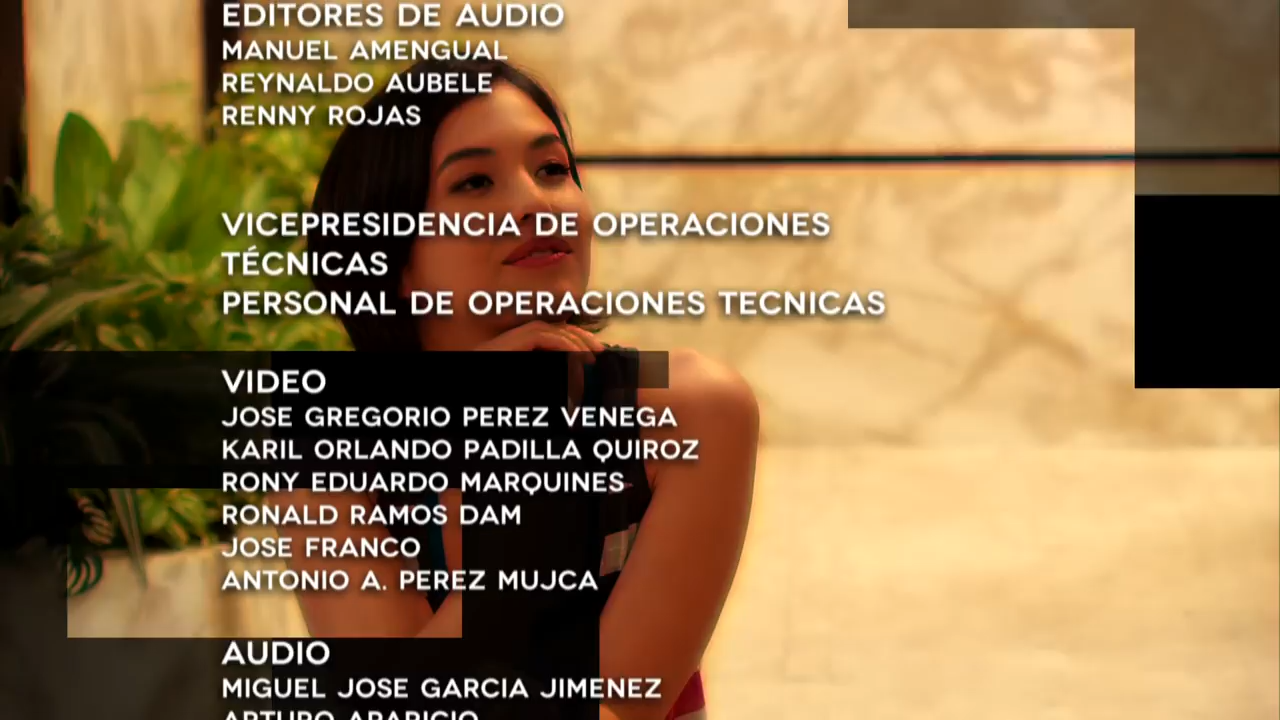 EDITORES DE AUDIO
MANUEL AMENGUAL
REYNALDO AUBELE
RENNY ROJAS
VICEPRESIDENCIA DE OPERACIONES
TÉCNICAS
PERSONAL DE OPERACIONES TECNICAS
VIDEO
JOSE GREGORIO PEREZ VENEGA
KARIL ORLANDO PADILLA QUIROZ
RONY EDUARDO MARQUINES
RONALD RAMOS DAM
JOSE FRANCO
ANTONIO A. PEREZ MUJCA
AUDIO
MIGUEL JOSE GARCIA JIMENEZ
ARTURO APARICIO